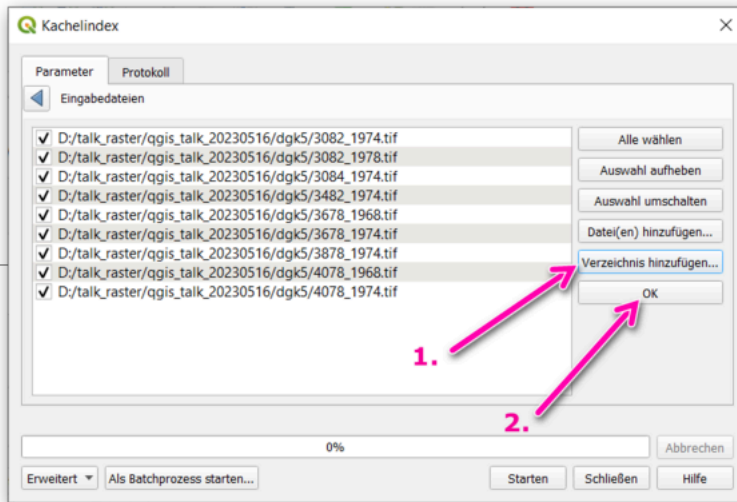 Kachelindex
Parameter Protokoll
Eingabedateien
D:/talk_raster/qgis_talk_20230516/dgk5/3082_1974.tif
D:/talk_raster/qgis_talk_20230516/dgk5/3082_1978.tif
D:/talk_raster/qgis_talk_20230516/dgk5/3084_1974.tif
D:/talk_raster/qgis_talk_20230516/dgk5/3482_1974.tif
D:/talk_raster/qgis_talk_20230516/dgk5/3678_1968.tif
D:/talk_raster/qgis_talk_20230516/dgk5/3678_1974.tif
D:/talk_raster/qgis_talk_20230516/dgk5/3878_1974.tif
D:/talk_raster/qgis_talk_20230516/dgk5/4078_1968.tif
D:/talk_raster/qgis_talk_20230516/dgk5/4078_1974.tif
Alle wählen
Auswahl aufheben
Auswahl umschalten
Datei(en) hinzufügen...
Verzeichnis hinzufügen...
OK
1.
2.
0%
Abbrechen
Erweitert Als Batchprozess starten... Starten Schließen Hilfe